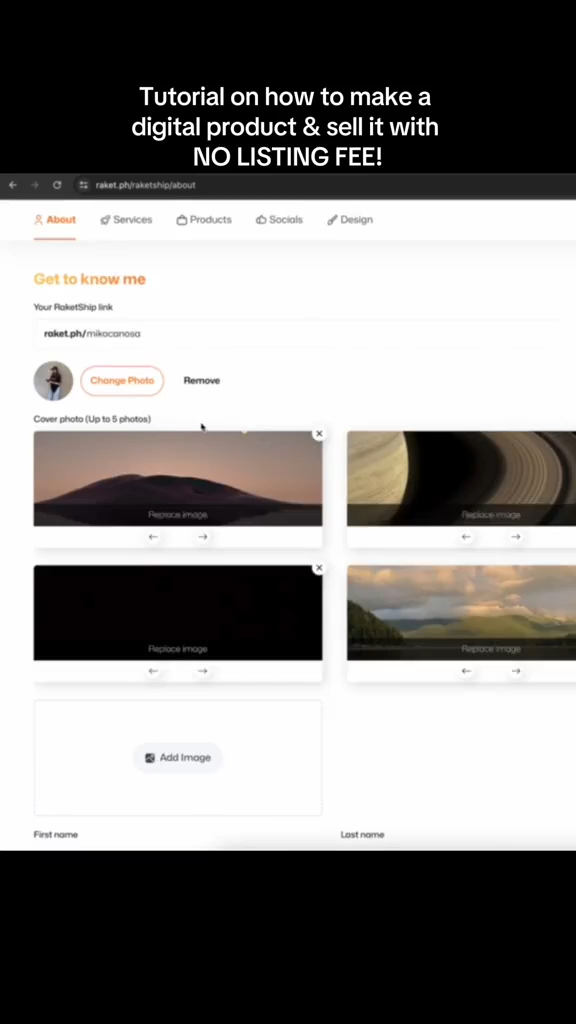 Tutorial on how to make a
digital product & sell it with
NO LISTING FEE!
raket.ph/raketship/about
About Services Products Socials Design
Get to know me
Your RaketShip link
raket.ph/mikocanosa
Change Photo Remove
Cover photo (Up to 5 photos)
Replace image Replace image
Replace image Replace image
Add Image
First name Last name